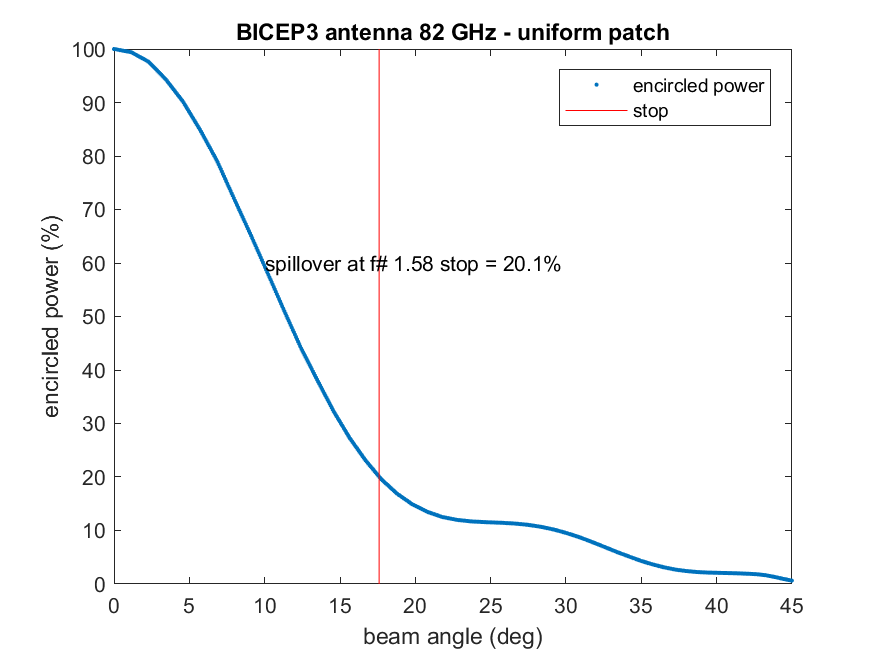 BICEP3 antenna 82 GHz - uniform patch
encircled power
stop
100
90
80
70
60
50
40
30
20
10
0
encircled power (%)
spillover at f# 1.58 stop = 20.1%
0 5 10 15 20 25 30 35 40 45
beam angle (deg)